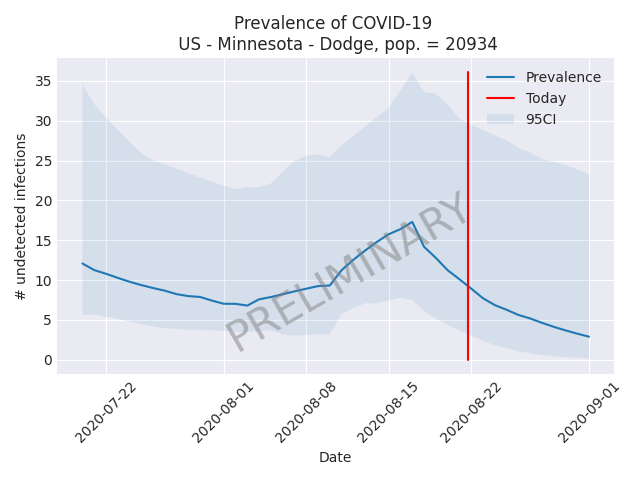 Prevalence of COVID-19
US - Minnesota - Dodge, pop. = 20934
# undetected infections
35
30
25
20
15
10
5
0
Prevalence
Today
95CI
PRELIMINARY
2020-07-22
2020-08-01
2020-08-08
2020-08-15
2020-08-22
2020-09-01
Date